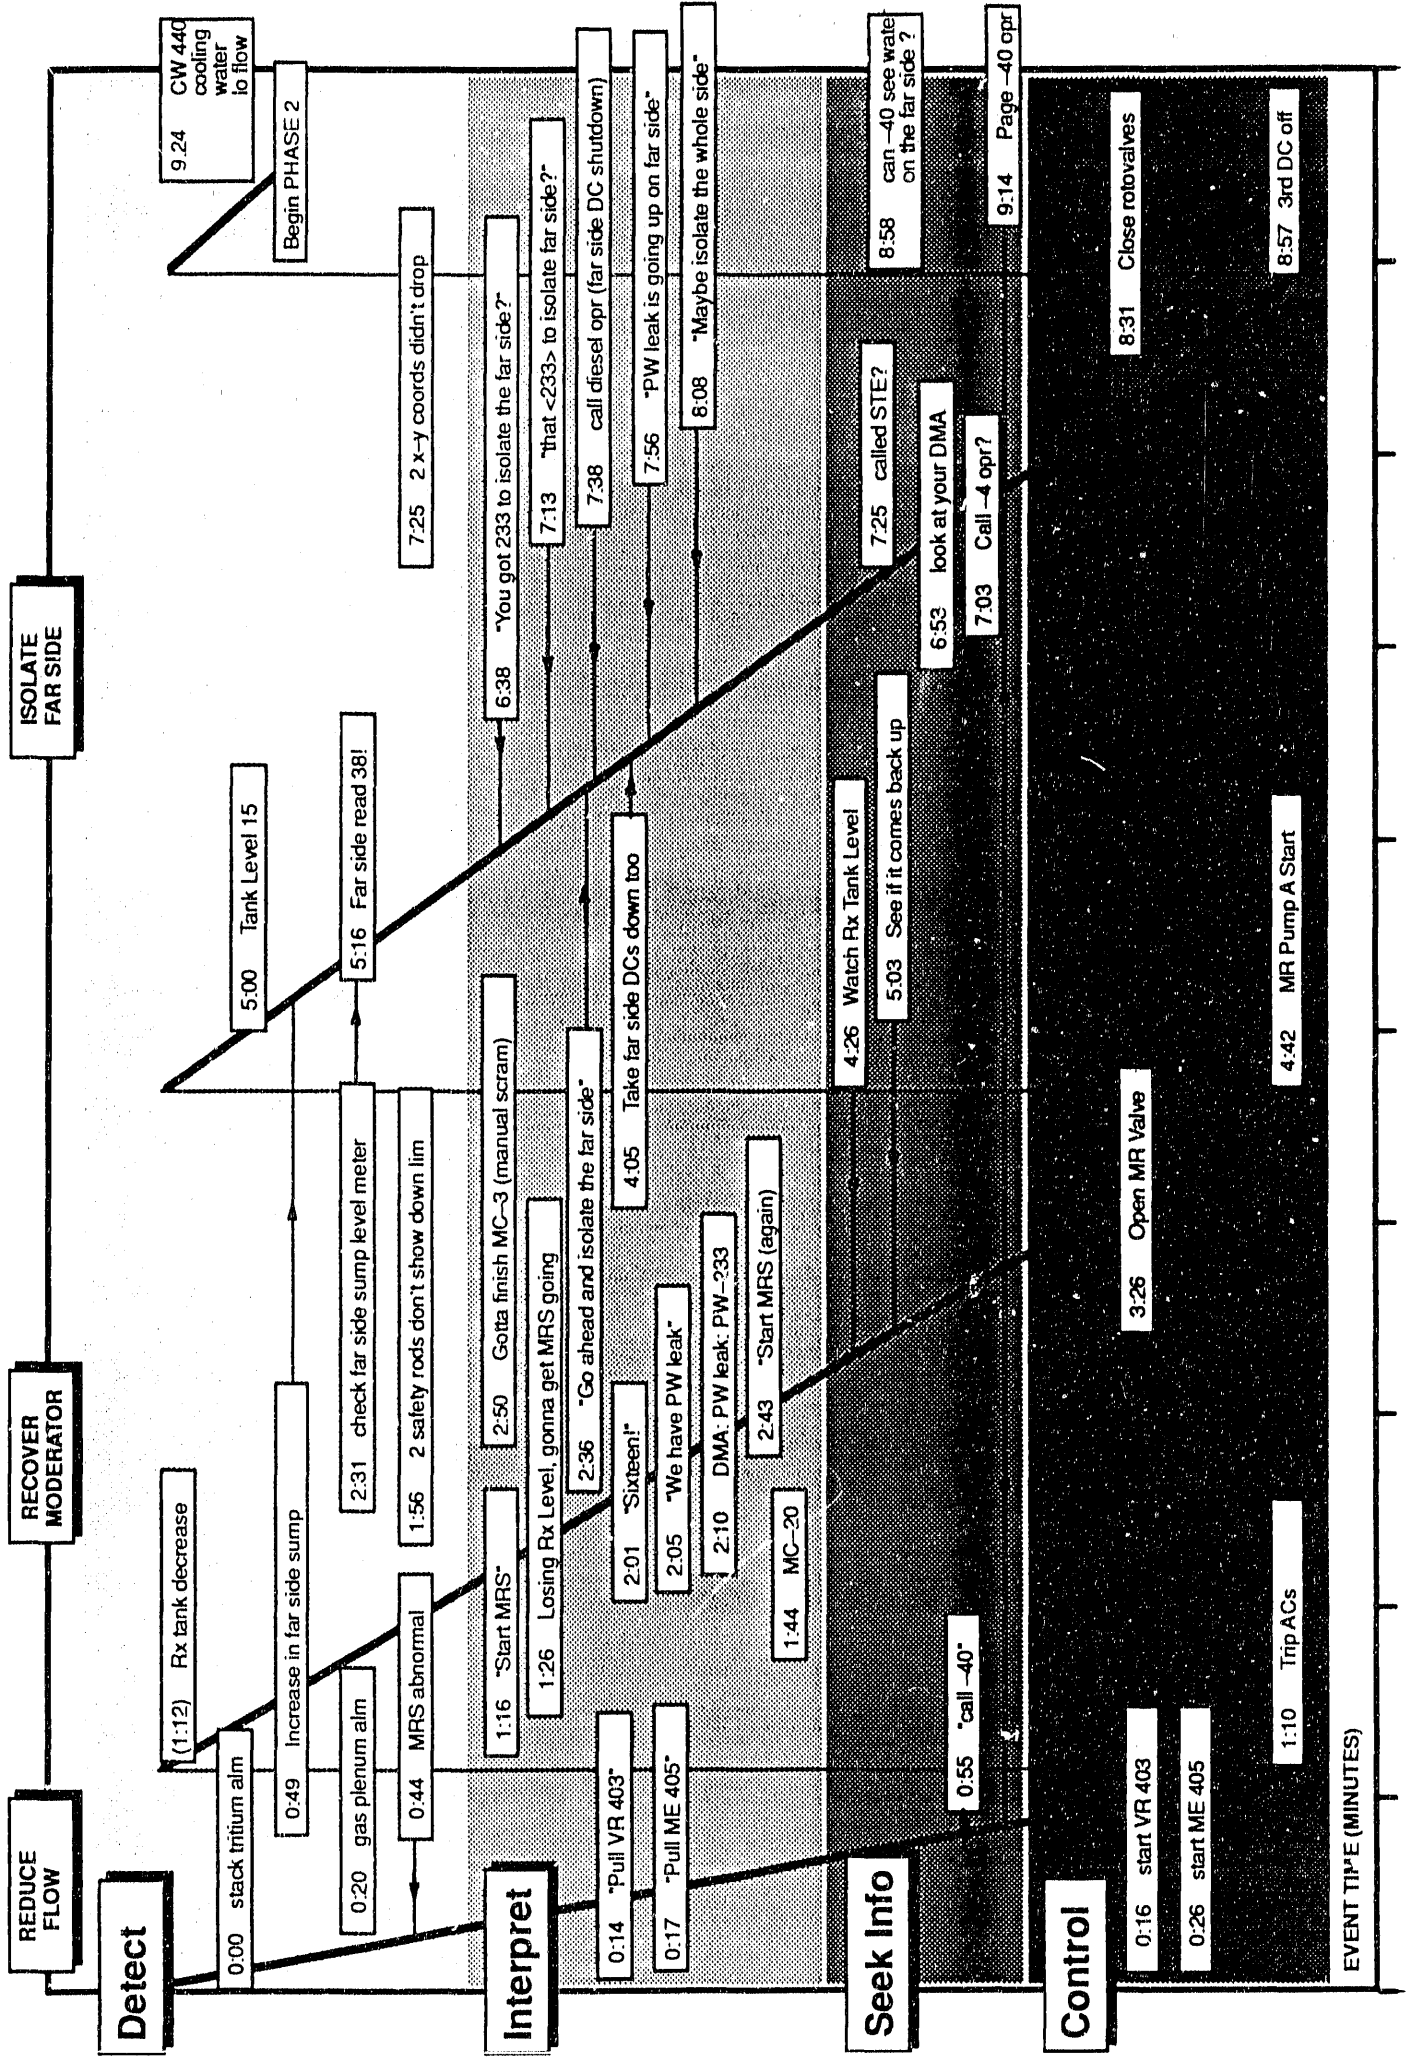 REDUCE
FLOW
RECOVER
MODERATOR
ISOLATE
FAR SIDE
Detect
(1:12) Rx tank decrease
9.24 CW 440
cooling
water
lo flow
0:00 stack tritium alm
5:00 Tank Level 15
Begin PHASE 2
0:49 Increase in far side sump
0:20 gas plenum alm
2:31 check far side sump level meter
5:16 Far side read 38!
0:44 MRS abnormal
1:56 2 safety rods don't show down lim
7:25 2 x-y coords didn't drop
Interpret
1:16 "Start MRS"
2:50 Gotta finish MC-3 (manual scram)
6:38 "You got 233 to isolate the far side?"
1:26 Losing Rx Level, gonna get MRS going
7:13 "that <233> to isolate far side?"
2:36 "Go ahead and isolate the far side"
7:38 call diesel opr (far side DC shutdown)
0:14 "Pull VR 403"
2:01 "Sixteen!"
4:05 Take far side DCs down too
7:56 "PW leak is going up on far side"
0:17 "Pull ME 405"
2:05 "We have PW leak"
8:08 "Maybe isolate the whole side"
2:10 DMA: PW leak: PW-233
2:43 "Start MRS (again)
1:44 MC-20
Seek Info
4:26 Watch Rx Tank Level
7:25 called STE?
8:58 can -40 see water
on the far side ?
5:03 See if it comes back up
6:53 look at your DMA
0:55 "call -40"
7:03 Call -4 opr?
9:14 Page -40 opr
Control
0:16 start VR 403
3:26 Open MR Valve
8:31 Close rotovalves
0:26 start ME 405
1:10 Trip ACs
4:42 MR Pump A Start
8:57 3rd DC off
EVENT TIME (MINUTES)